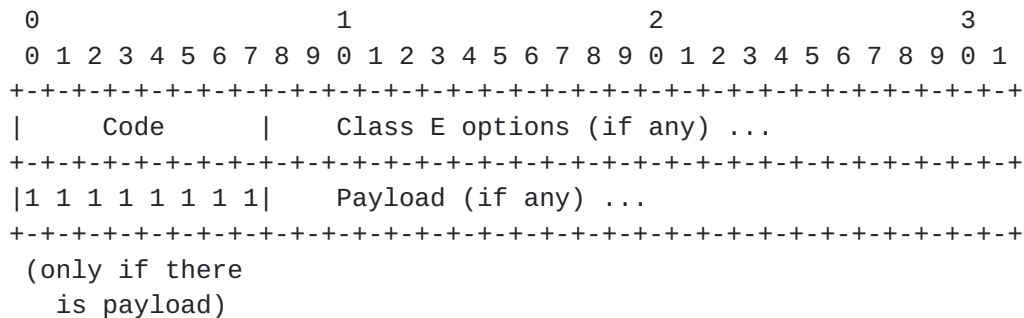 0                   1                   2                   3
 0 1 2 3 4 5 6 7 8 9 0 1 2 3 4 5 6 7 8 9 0 1 2 3 4 5 6 7 8 9 0 1
+-+-+-+-+-+-+-+-+-+-+-+-+-+-+-+-+-+-+-+-+-+-+-+-+-+-+-+-+-+-+-+-+
|     Code      |    Class E options (if any) ...
+-+-+-+-+-+-+-+-+-+-+-+-+-+-+-+-+-+-+-+-+-+-+-+-+-+-+-+-+-+-+-+-+
|1 1 1 1 1 1 1 1|    Payload (if any) ...
+-+-+-+-+-+-+-+-+-+-+-+-+-+-+-+-+-+-+-+-+-+-+-+-+-+-+-+-+-+-+-+-+
 (only if there
   is payload)